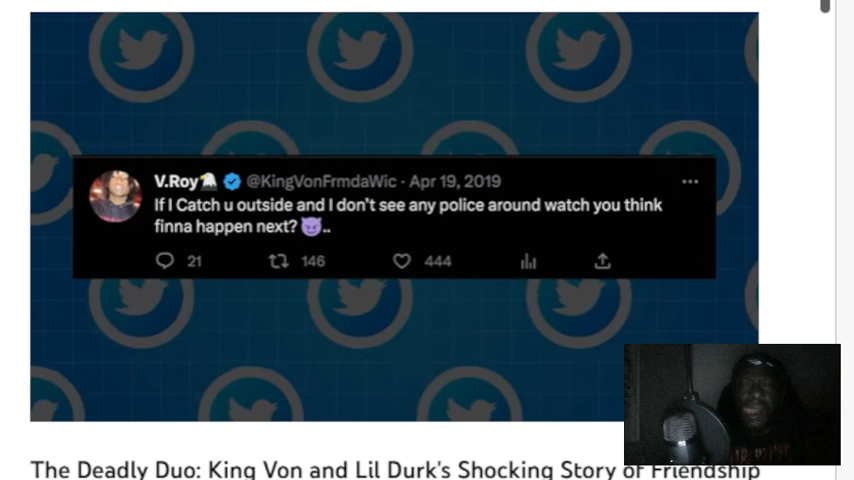 V.Roy🦅 @KingVonFrmdaWic · Apr 19, 2019
If I Catch u outside and I don't see any police around watch you think
finna happen next? 😈..
21 146 444
The Deadly Duo: King Von and Lil Durk's Shocking Story of Friendship